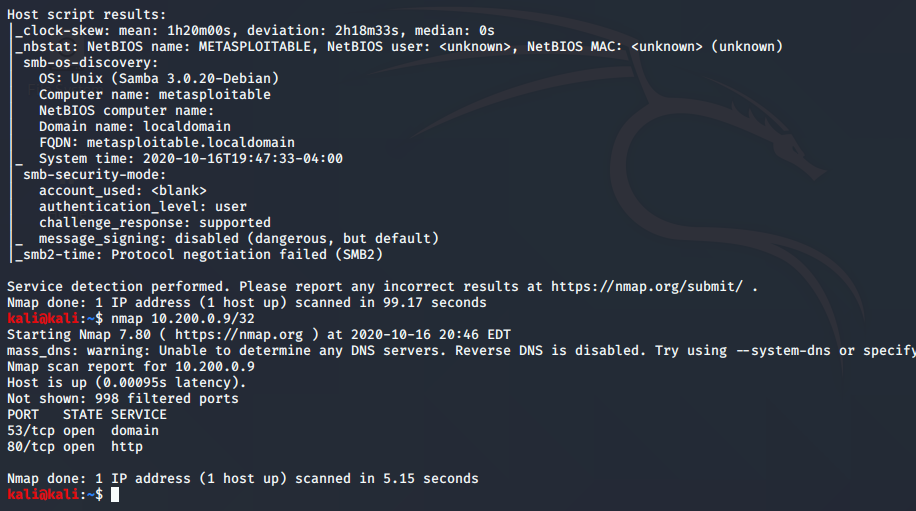 Host script results:
|_clock-skew: mean: 1h20m00s, deviation: 2h18m33s, median: 0s
|_nbstat: NetBIOS name: METASPLOITABLE, NetBIOS user: <unknown>, NetBIOS MAC: <unknown> (unknown)
| smb-os-discovery:
|   OS: Unix (Samba 3.0.20-Debian)
|   Computer name: metasploitable
|   NetBIOS computer name:
|   Domain name: localdomain
|   FQDN: metasploitable.localdomain
|_  System time: 2020-10-16T19:47:33-04:00
| smb-security-mode:
|   account_used: <blank>
|   authentication_level: user
|   challenge_response: supported
|_  message_signing: disabled (dangerous, but default)
|_smb2-time: Protocol negotiation failed (SMB2)
Service detection performed. Please report any incorrect results at https://nmap.org/submit/ .
Nmap done: 1 IP address (1 host up) scanned in 99.17 seconds
kali@kali:~$ nmap 10.200.0.9/32
Starting Nmap 7.80 ( https://nmap.org ) at 2020-10-16 20:46 EDT
mass_dns: warning: Unable to determine any DNS servers. Reverse DNS is disabled. Try using --system-dns or specify
Nmap scan report for 10.200.0.9
Host is up (0.00095s latency).
Not shown: 998 filtered ports
PORT   STATE SERVICE
53/tcp open  domain
80/tcp open  http
Nmap done: 1 IP address (1 host up) scanned in 5.15 seconds
kali@kali:~$